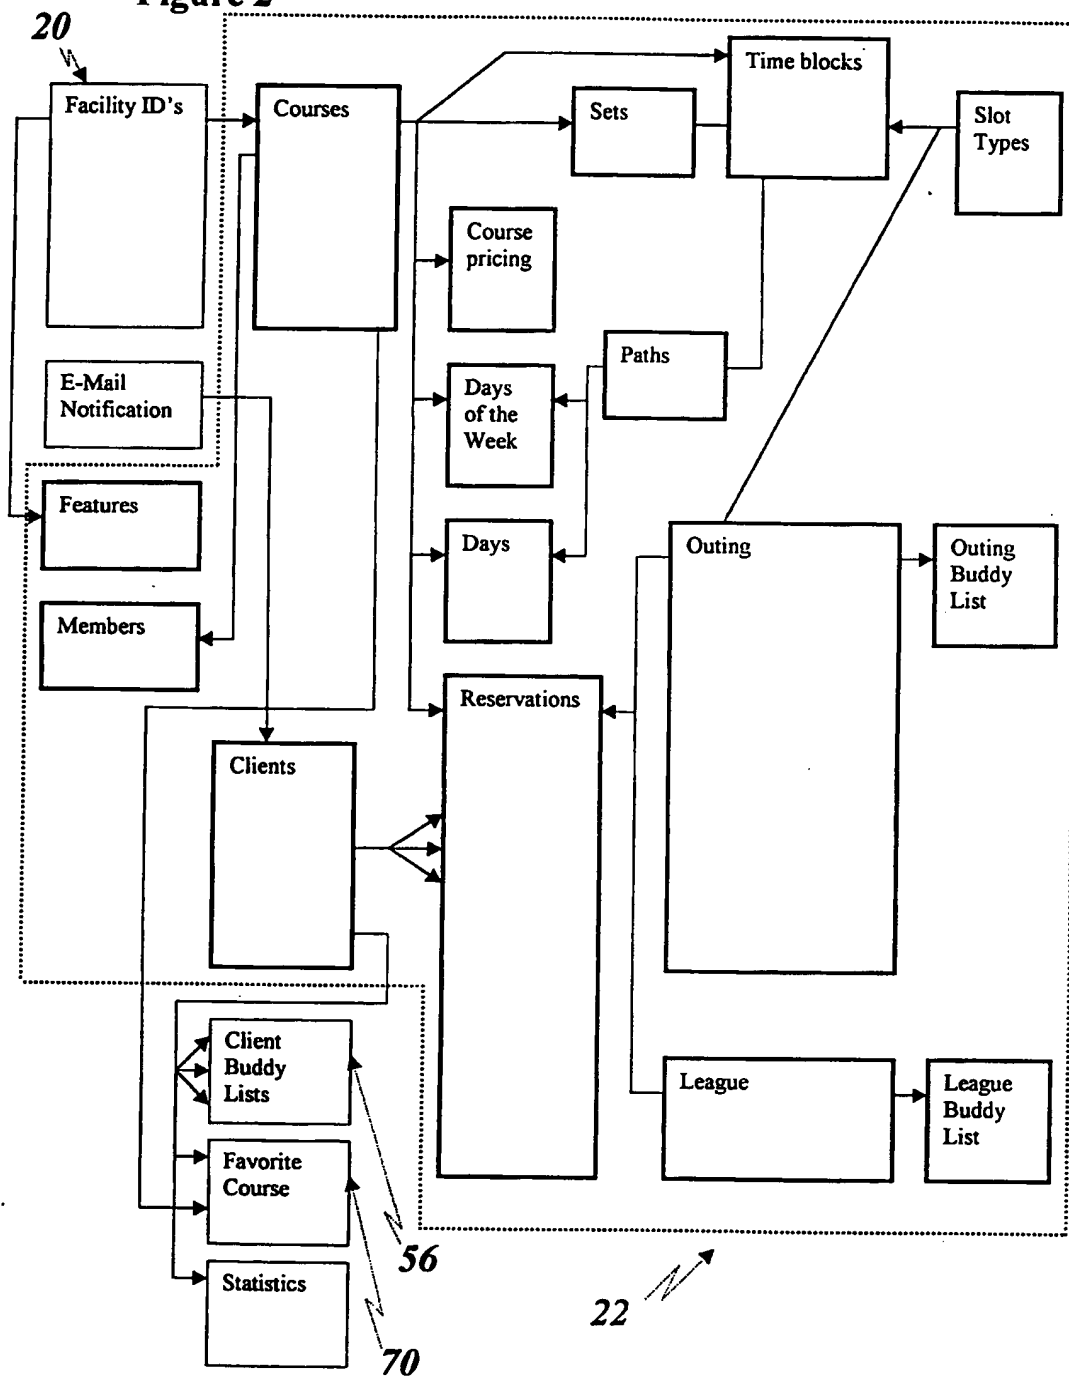 Figure 2
20
Facility ID's
Courses
Sets
Time blocks
Slot
Types
Course
pricing
Paths
E-Mail
Notification
Days
of the
Week
Features
Days
Outing
Outing
Buddy
List
Members
Reservations
Clients
Client
Buddy
Lists
League
League
Buddy
List
Favorite
Course
56
Statistics
22
70